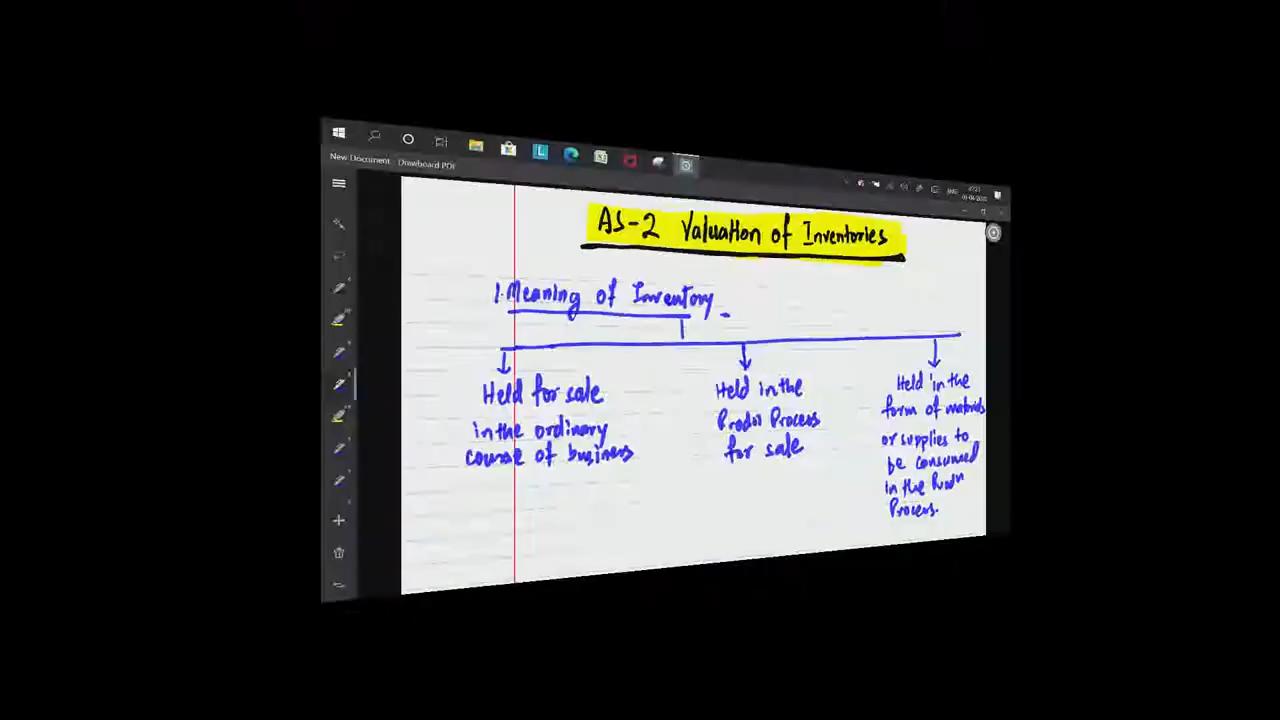 New Document - Drawboard PDF
AS-2 Valuation of Inventories
1. Meaning of Inventory
Held for sale
in the ordinary
course of business
Held in the
Prodn Process
for sale
Held in the
form of materials
or supplies to
be consumed
in the Prodn
Process.